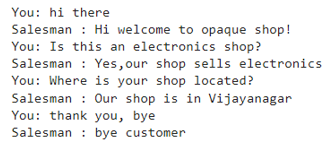 You: hi there
Salesman : Hi welcome to opaque shop!
You: Is this an electronics shop?
Salesman : Yes,our shop sells electronics
You: Where is your shop located?
Salesman : Our shop is in Vijayanagar
You: thank you, bye
Salesman : bye customer